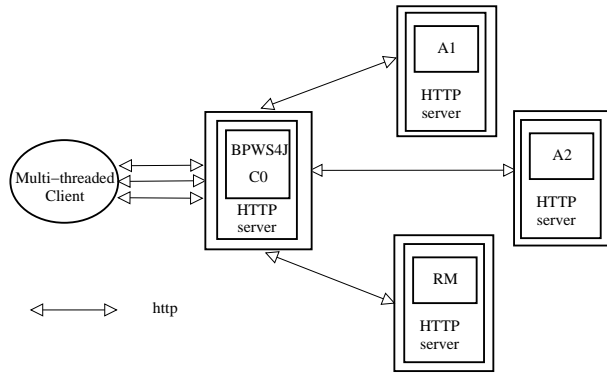 A1
HTTP
server
BPWS4J
C0
HTTP
server
Multi−threaded
Client
A2
HTTP
server
RM
HTTP
server
http